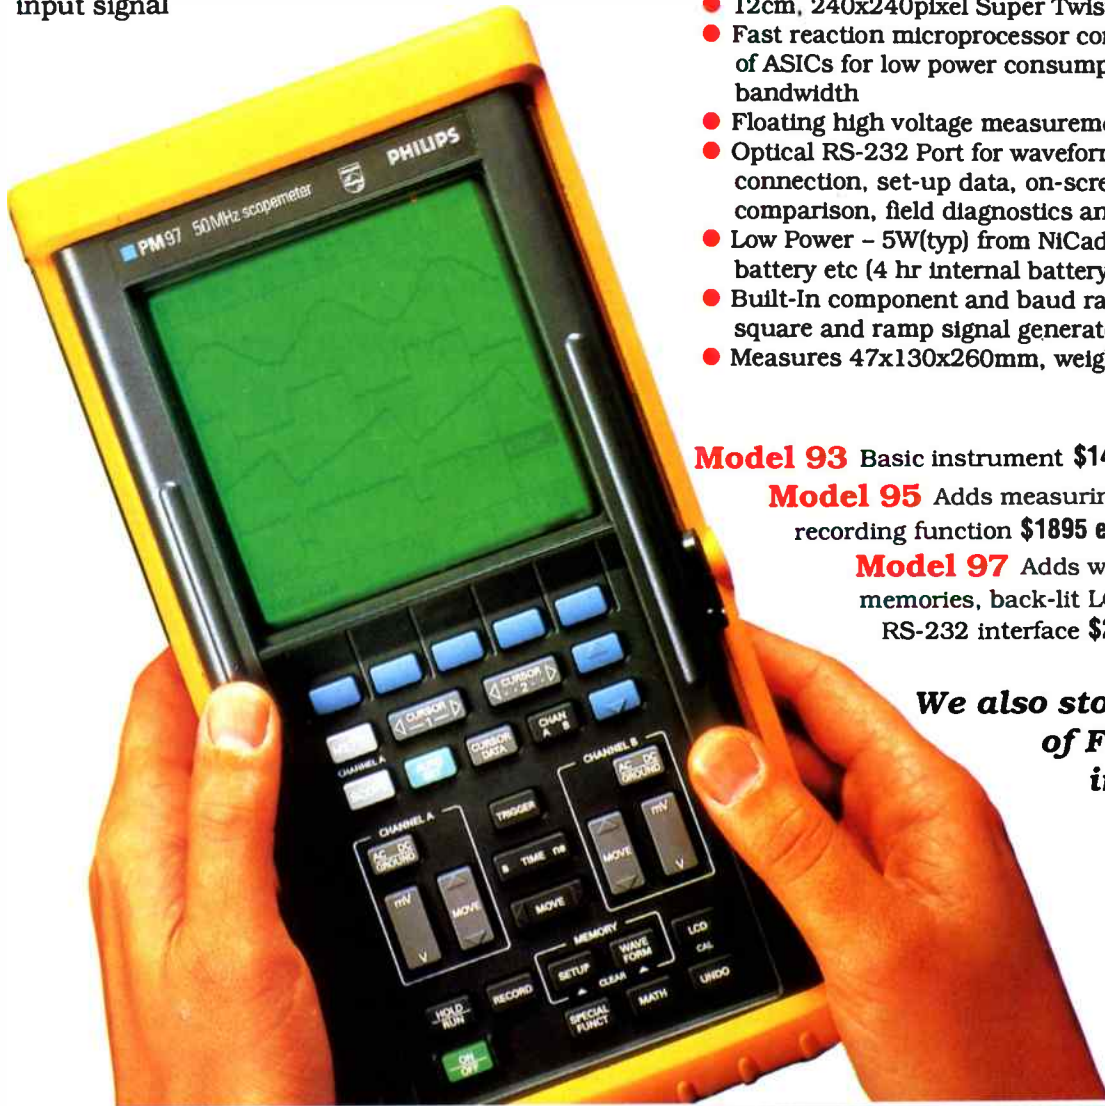 input signal
12cm, 240x240pixel Super Twis
Fast reaction microprocessor co
of ASICs for low power consump
bandwidth
Floating high voltage measurem
Optical RS-232 Port for wavefor
connection, set-up data, on-scre
comparison, field diagnostics an
Low Power – 5W(typ) from NiCad
battery etc (4 hr internal battery
Built-In component and baud ra
square and ramp signal generat
Measures 47x130x260mm, weig
Model 93 Basic instrument $14
Model 95 Adds measurin
recording function $1895 e
Model 97 Adds w
memories, back-lit L
RS-232 interface $
We also sto
of F
i
PM97 50MHz scopemeter PHILIPS
CURSOR
1
CURSOR
2
CHANNEL A
CURSOR
DATA
CHAN
A B
CHANNEL A
AC DC
GROUND
mV
V
MOVE
TRIGGER
s TIME ns
MOVE
CHANNEL B
AC DC
GROUND
MOVE
mV
V
MEMORY
SETUP
WAVE
FORM
CLEAR
LCD
CAL
HOLD
RUN
RECORD
SPECIAL
FUNCT
MATH
UNDO
ON
OFF